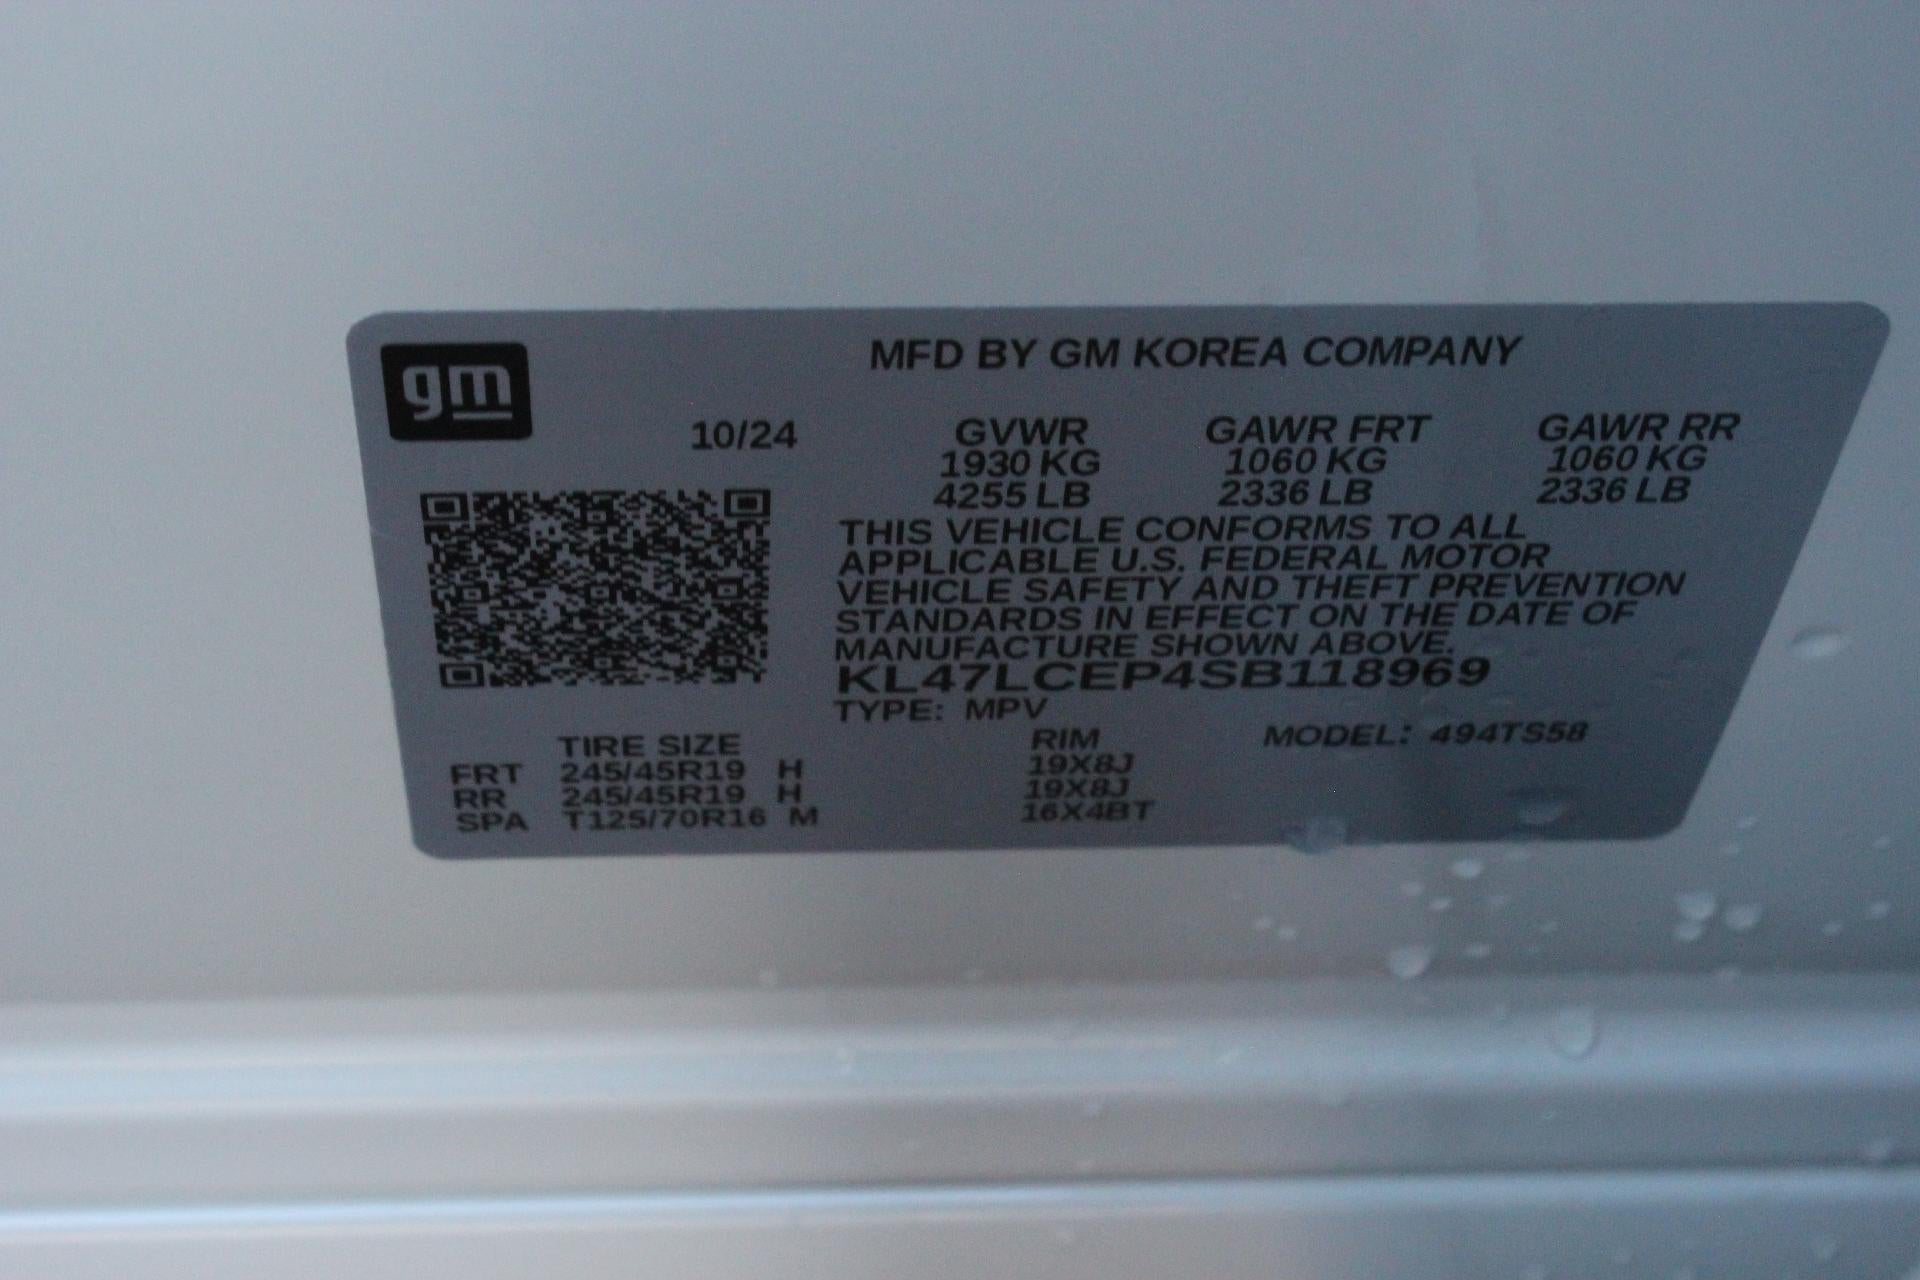 gm
MFD BY GM KOREA COMPANY
10/24 GVWR GAWR FRT GAWR RR
1930 KG 1060 KG 1060 KG
4255 LB 2336 LB 2336 LB
THIS VEHICLE CONFORMS TO ALL
APPLICABLE U.S. FEDERAL MOTOR
VEHICLE SAFETY AND THEFT PREVENTION
STANDARDS IN EFFECT ON THE DATE OF
MANUFACTURE SHOWN ABOVE.
KL47LCEP4SB118969
TYPE: MPV
TIRE SIZE RIM MODEL: 494TS58
FRT 245/45R19 H 19X8J
RR 245/45R19 H 19X8J
SPA T125/70R16 M 16X4BT